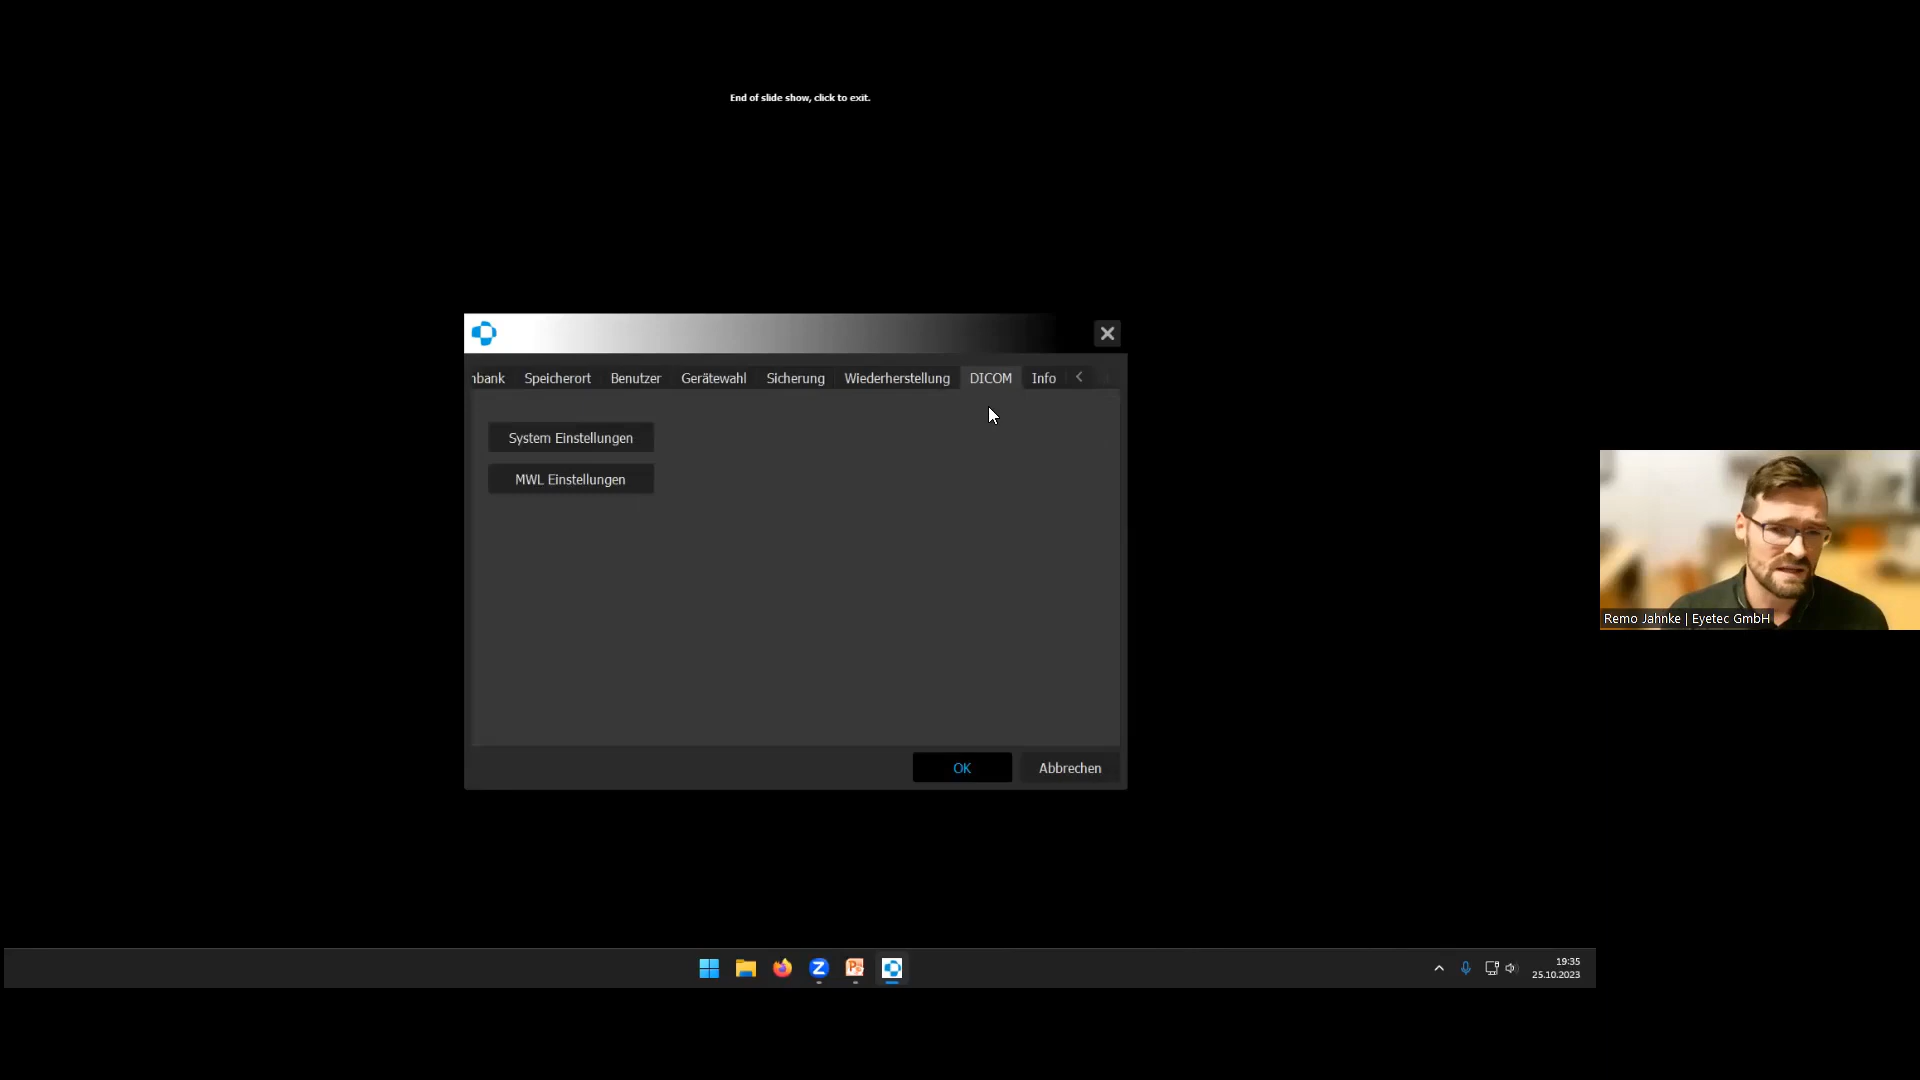 End of slide show, click to exit.
nbank Speicherort Benutzer Gerätewahl Sicherung Wiederherstellung DICOM Info
System Einstellungen
MWL Einstellungen
OK Abbrechen
Remo Jahnke | Eyetec GmbH
19:35
25.10.2023